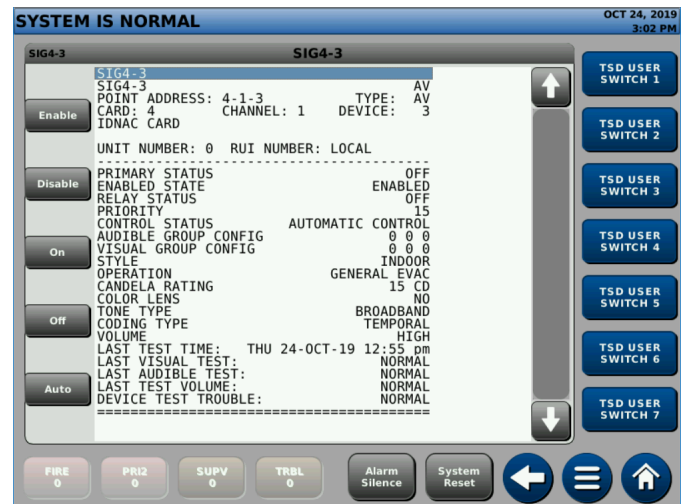 SYSTEM IS NORMAL
OCT 24, 2019
3:02 PM
SIG4-3
SIG4-3
SIG4-3
SIG4-3 AV
POINT ADDRESS: 4-1-3 TYPE: AV
CARD: 4 CHANNEL: 1 DEVICE: 3
IDNAC CARD
UNIT NUMBER: 0 RUI NUMBER: LOCAL
----------------------------------------
PRIMARY STATUS OFF
ENABLED STATE ENABLED
RELAY STATUS OFF
PRIORITY 15
CONTROL STATUS AUTOMATIC CONTROL
AUDIBLE GROUP CONFIG 0 0 0
VISUAL GROUP CONFIG 0 0 0
STYLE INDOOR
OPERATION GENERAL EVAC
CANDELA RATING 15 CD
COLOR LENS NO
TONE TYPE BROADBAND
CODING TYPE TEMPORAL
VOLUME HIGH
LAST TEST TIME: THU 24-OCT-19 12:55 pm
LAST VISUAL TEST: NORMAL
LAST AUDIBLE TEST: NORMAL
LAST TEST VOLUME: NORMAL
DEVICE TEST TROUBLE: NORMAL
========================================
Enable
Disable
On
Off
Auto
TSD USER
SWITCH 1
TSD USER
SWITCH 2
TSD USER
SWITCH 3
TSD USER
SWITCH 4
TSD USER
SWITCH 5
TSD USER
SWITCH 6
TSD USER
SWITCH 7
FIRE
0
PRI2
0
SUPV
0
TRBL
0
Alarm
Silence
System
Reset